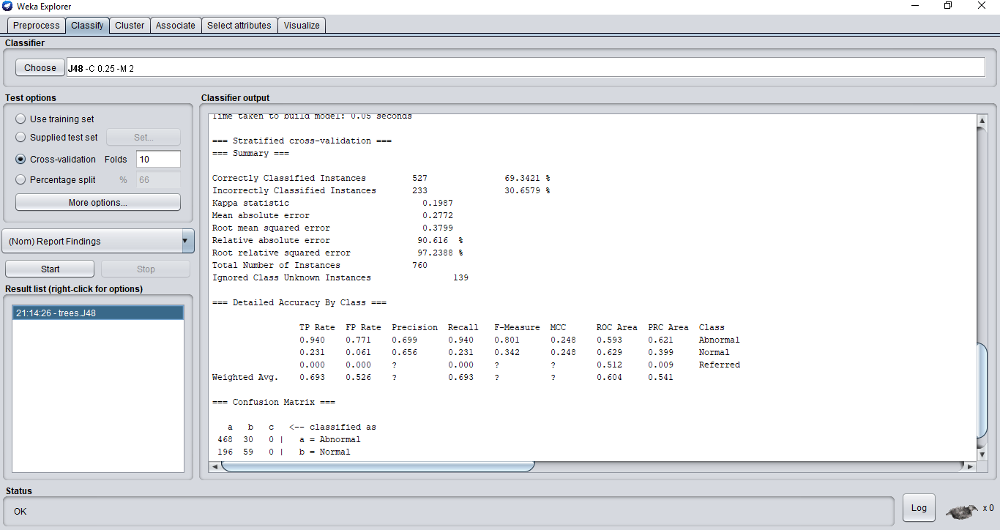 Weka Explorer
Preprocess Classify Cluster Associate Select attributes Visualize
Classifier
Choose J48 -C 0.25 -M 2
Test options
Use training set
Supplied test set Set...
Cross-validation Folds 10
Percentage split % 66
More options...
(Nom) Report Findings
Start Stop
Result list (right-click for options)
21:14:26 - trees.J48
Classifier output
Time taken to build model: 0.05 seconds
=== Stratified cross-validation ===
=== Summary ===
Correctly Classified Instances 527 69.3421 %
Incorrectly Classified Instances 233 30.6579 %
Kappa statistic 0.1987
Mean absolute error 0.2772
Root mean squared error 0.3799
Relative absolute error 90.616 %
Root relative squared error 97.2388 %
Total Number of Instances 760
Ignored Class Unknown Instances 139
=== Detailed Accuracy By Class ===
TP Rate FP Rate Precision Recall F-Measure MCC ROC Area PRC Area Class
0.940 0.771 0.699 0.940 0.801 0.248 0.593 0.621 Abnormal
0.231 0.061 0.656 0.231 0.342 0.248 0.629 0.399 Normal
0.000 0.000 ? 0.000 ? ? 0.512 0.009 Referred
Weighted Avg. 0.693 0.526 ? 0.693 ? ? 0.604 0.541
=== Confusion Matrix ===
a b c <-- classified as
468 30 0 | a = Abnormal
196 59 0 | b = Normal
Status
OK
Log x 0